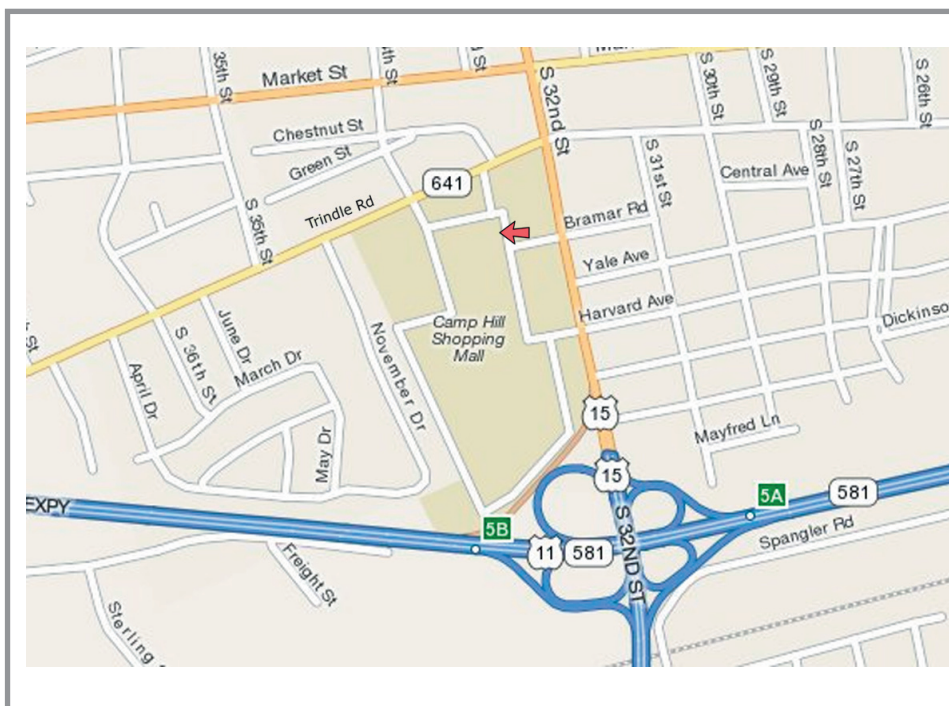 Market St
35th St
S 32nd St
S 30th St
S 29th St
S 26th St
Chestnut St
Green St
641
Trindle Rd
S 35th St
S 31st St
Central Ave
S 28th St
S 27th St
Bramar Rd
Yale Ave
Harvard Ave
Dickinso
Camp Hill
Shopping
Mall
June Dr
S 36th St
March Dr
November Dr
April Dr
May Dr
15
Mayfred Ln
15
5A
581
EXPY
5B
11
581
S 32ND ST
Spangler Rd
Freight St
Sterling